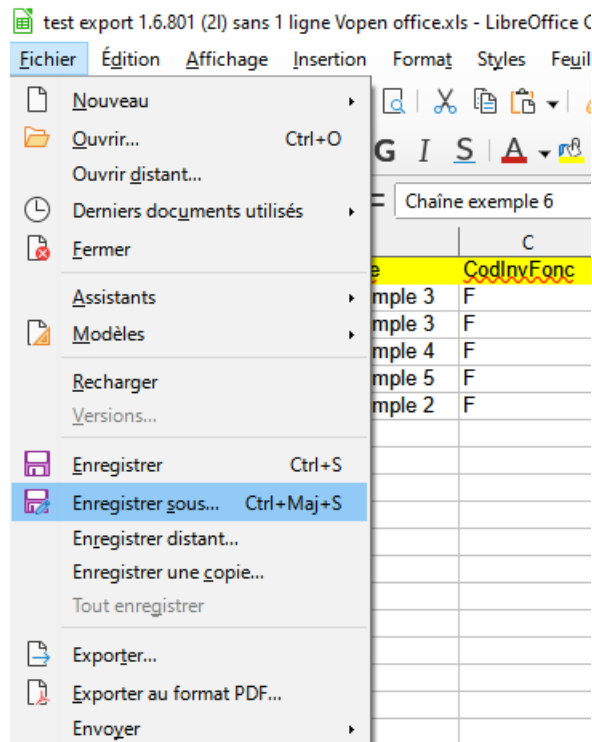 test export 1.6.801 (2I) sans 1 ligne Vopen office.xls - LibreOffice
Fichier Édition Affichage Insertion Format Styles Feuil
Nouveau
Ouvrir... Ctrl+O
G I S A
Ouvrir distant...
Derniers documents utilisés
Chaîne exemple 6
Fermer
C
e CodInvFonc
Assistants
mple 3 F
Modèles
mple 3 F
mple 4 F
Recharger
mple 5 F
Versions...
mple 2 F
Enregistrer Ctrl+S
Enregistrer sous... Ctrl+Maj+S
Enregistrer distant...
Enregistrer une copie...
Tout enregistrer
Exporter...
Exporter au format PDF...
Envoyer